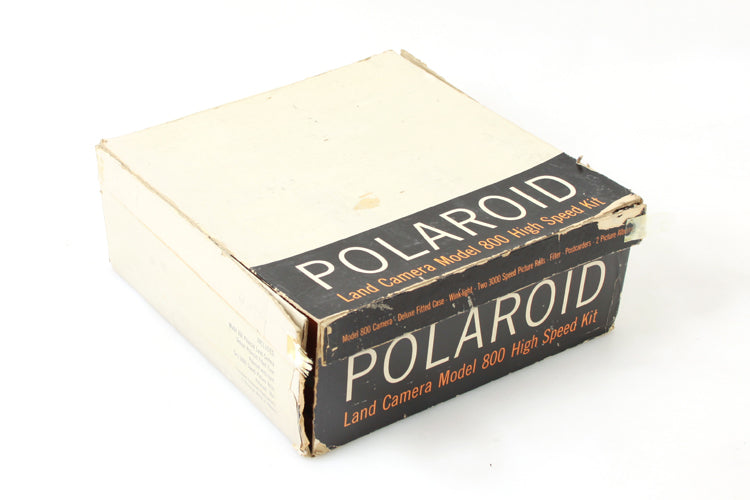 POLAROID
Land Camera Model 800 High Speed Kit
Model 800 Camera · Deluxe Fitted Case · Wink-light · Two 3000 Speed Picture Rolls · Filter · Postcarders · 2 Picture
POLAROID
Land Camera Model 800 High Speed Kit